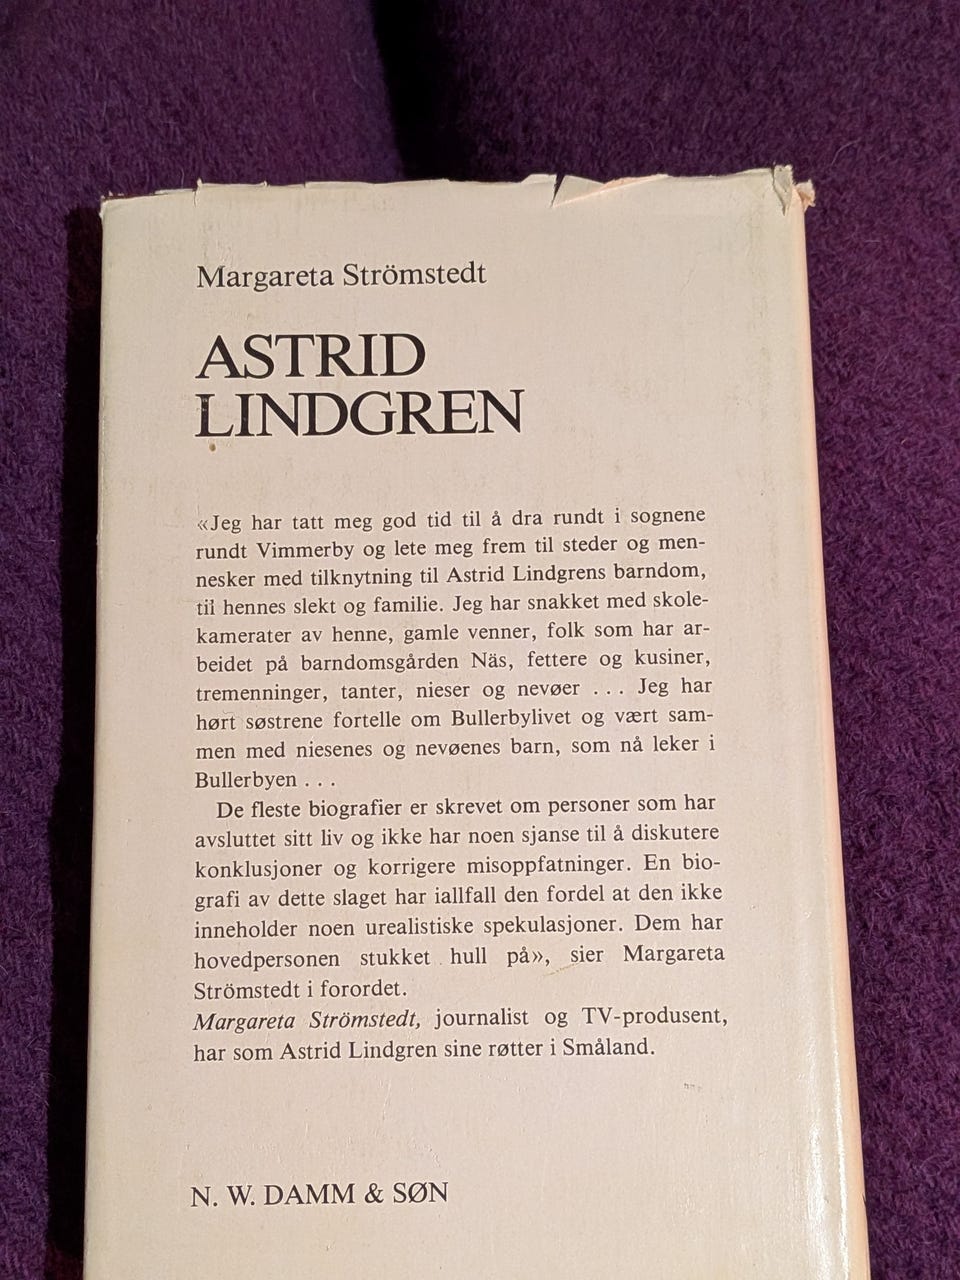 Margareta Strömstedt
ASTRID
LINDGREN
«Jeg har tatt meg god tid til å dra rundt i sognene
rundt Vimmerby og lete meg frem til steder og men-
nesker med tilknytning til Astrid Lindgrens barndom,
til hennes slekt og familie. Jeg har snakket med skole-
kamerater av henne, gamle venner, folk som har ar-
beidet på barndomsgården Näs, fettere og kusiner,
tremenninger, tanter, nieser og nevøer . . . Jeg har
hørt søstrene fortelle om Bullerbylivet og vært sam-
men med niesenes og nevøenes barn, som nå leker i
Bullerbyen . . .
De fleste biografier er skrevet om personer som har
avsluttet sitt liv og ikke har noen sjanse til å diskutere
konklusjoner og korrigere misoppfatninger. En bio-
grafi av dette slaget har iallfall den fordel at den ikke
inneholder noen urealistiske spekulasjoner. Dem har
hovedpersonen stukket hull på», sier Margareta
Strömstedt i forordet.
Margareta Strömstedt, journalist og TV-produsent,
har som Astrid Lindgren sine røtter i Småland.
N. W. DAMM & SØN